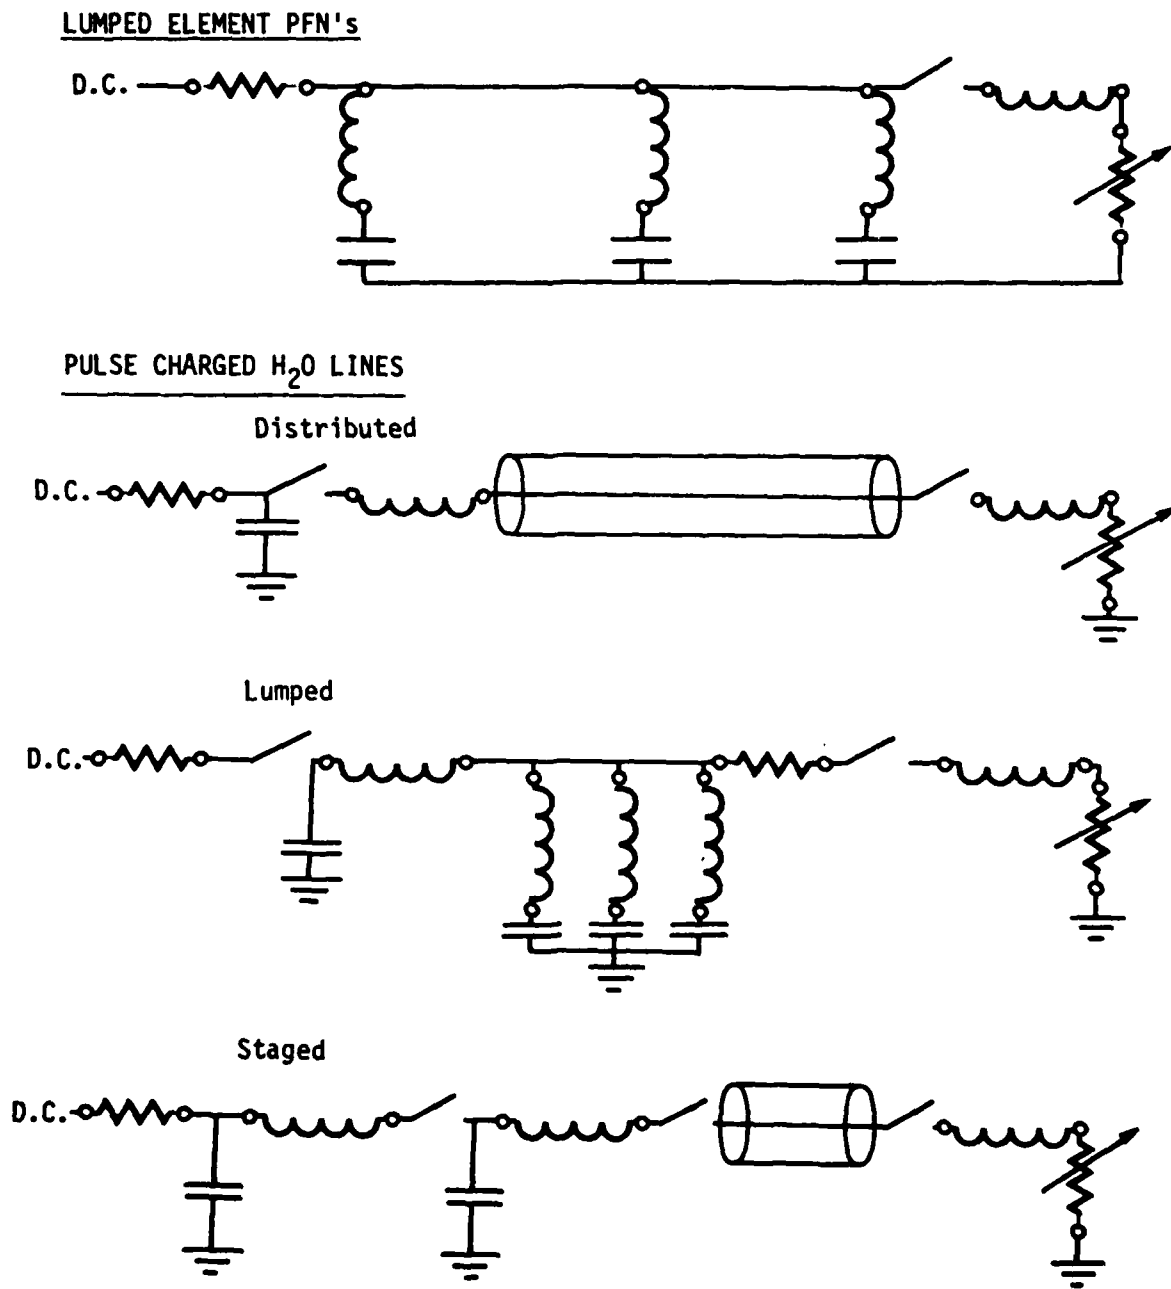 LUMPED ELEMENT PFN's
D.C.
PULSE CHARGED H₂O LINES
Distributed
D.C.
Lumped
D.C.
Staged
D.C.